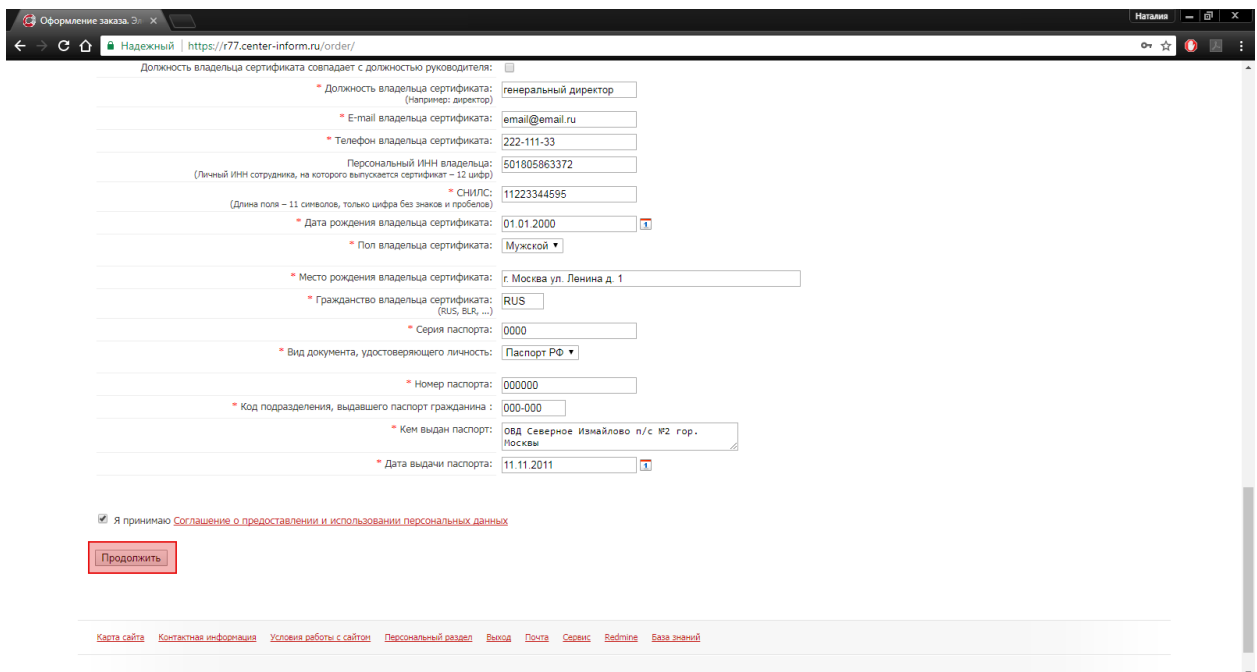 Оформление заказа. Эл
Наталия
Надежный https://r77.center-inform.ru/order/
Должность владельца сертификата совпадает с должностью руководителя:
* Должность владельца сертификата: генеральный директор
(Например: директор)
* E-mail владельца сертификата: email@email.ru
* Телефон владельца сертификата: 222-111-33
Персональный ИНН владельца: 501805863372
(Личный ИНН сотрудника, на которого выпускается сертификат – 12 цифр)
* СНИЛС: 11223344595
(Длина поля – 11 символов, только цифра без знаков и пробелов)
* Дата рождения владельца сертификата: 01.01.2000
* Пол владельца сертификата: Мужской
* Место рождения владельца сертификата: г. Москва ул. Ленина д. 1
* Гражданство владельца сертификата: RUS
(RUS, BLR, ...)
* Серия паспорта: 0000
* Вид документа, удостоверяющего личность: Паспорт РФ
* Номер паспорта: 000000
* Код подразделения, выдавшего паспорт гражданина : 000-000
* Кем выдан паспорт: ОВД Северное Измайлово п/с №2 гор.
Москвы
* Дата выдачи паспорта: 11.11.2011
Я принимаю Соглашение о предоставлении и использовании персональных данных
Продолжить
Карта сайта Контактная информация Условия работы с сайтом Персональный раздел Выход Почта Сервис Redmine База знаний